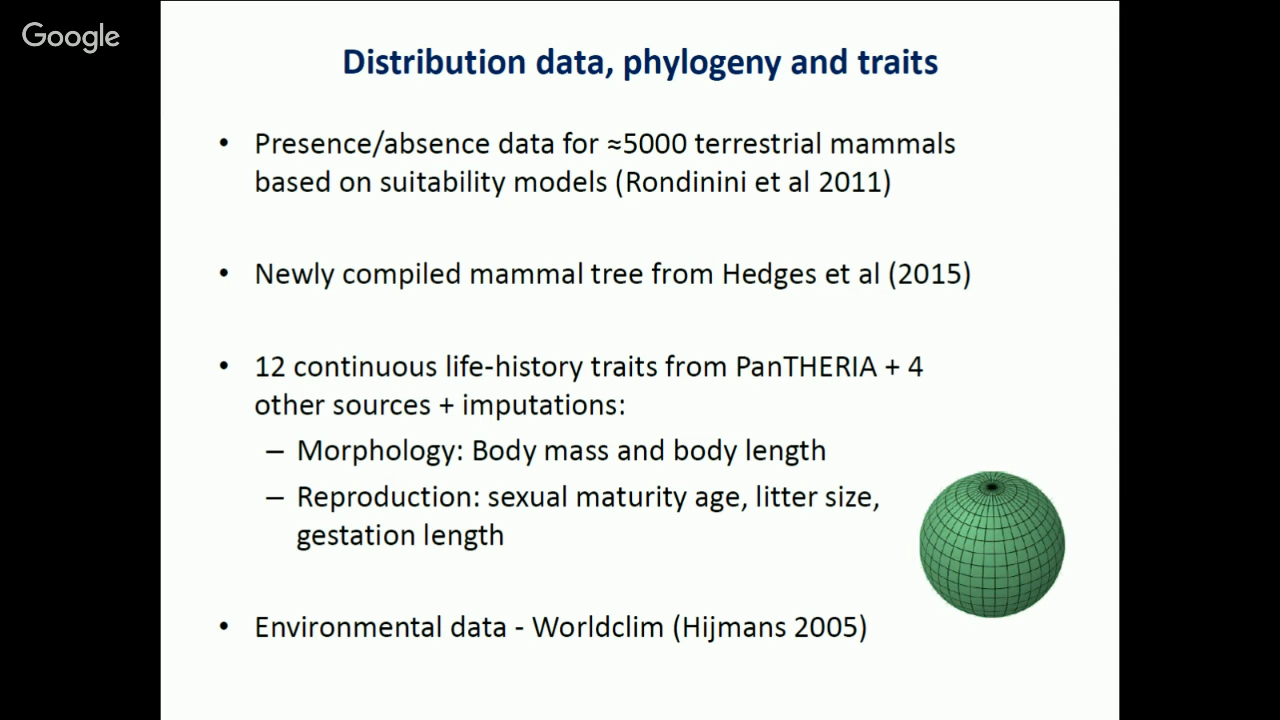 Google
Distribution data, phylogeny and traits
• Presence/absence data for ≈5000 terrestrial mammals
based on suitability models (Rondinini et al 2011)
• Newly compiled mammal tree from Hedges et al (2015)
• 12 continuous life-history traits from PanTHERIA + 4
other sources + imputations:
– Morphology: Body mass and body length
– Reproduction: sexual maturity age, litter size,
gestation length
• Environmental data - Worldclim (Hijmans 2005)